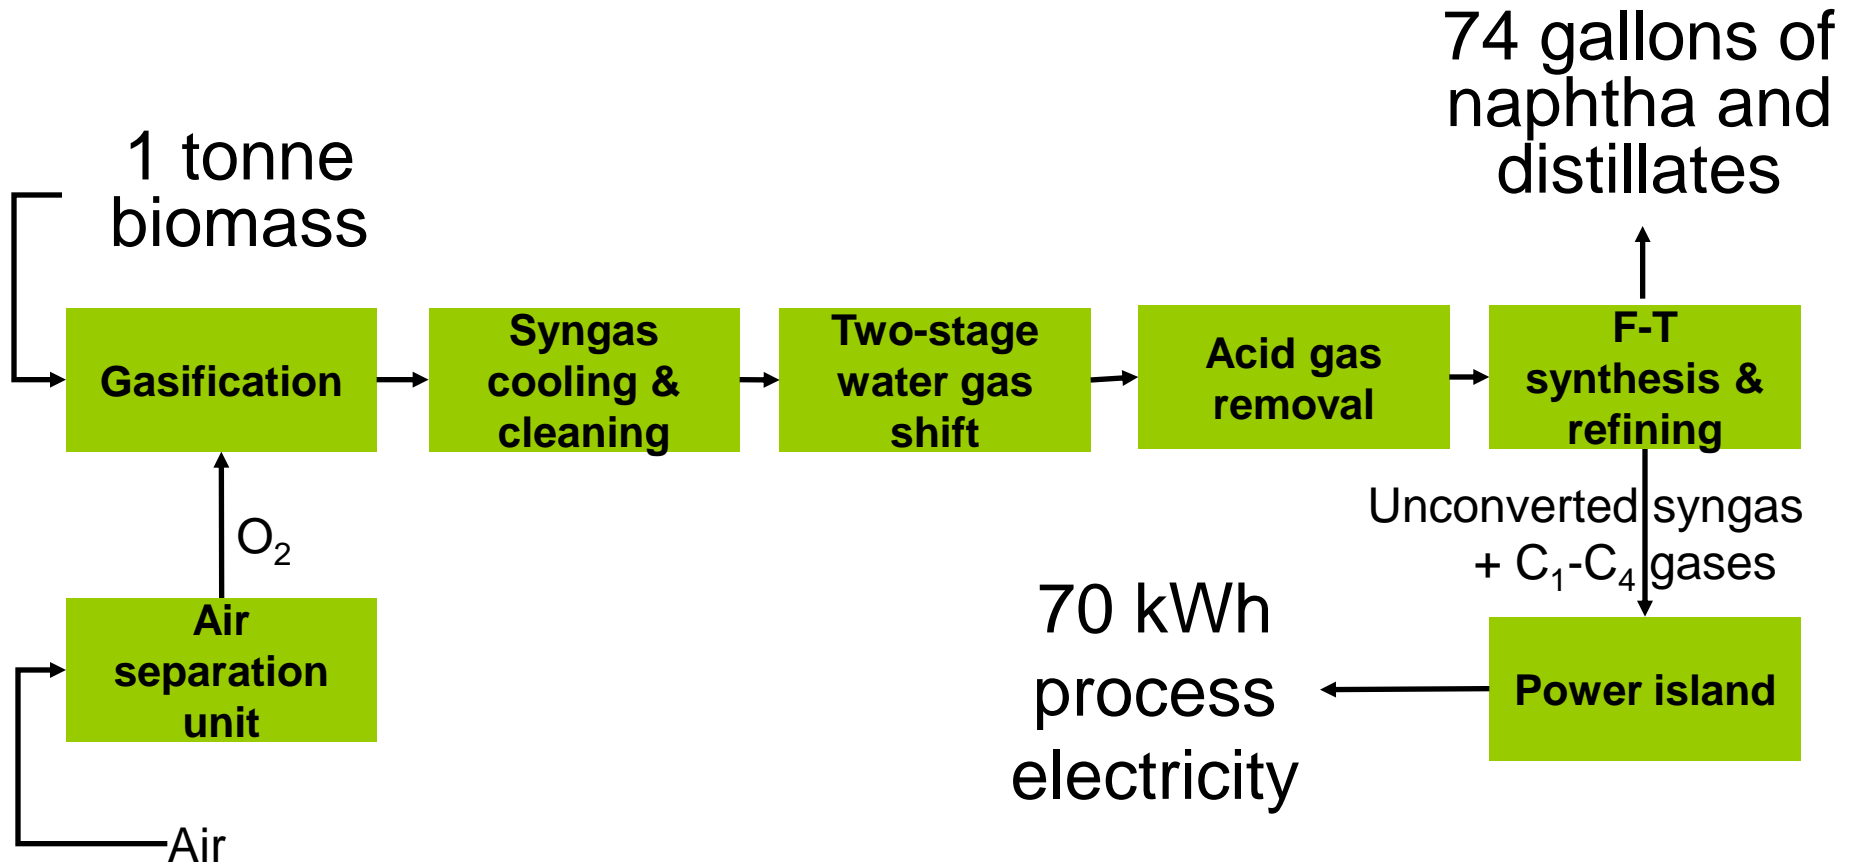 74 gallons of
naphtha and
distillates
1 tonne
biomass
Gasification
Syngas
cooling &
cleaning
Two-stage
water gas
shift
Acid gas
removal
F-T
synthesis &
refining
O₂
Unconverted syngas
+ C₁-C₄ gases
Air
separation
unit
70 kWh
process
electricity
Power island
Air